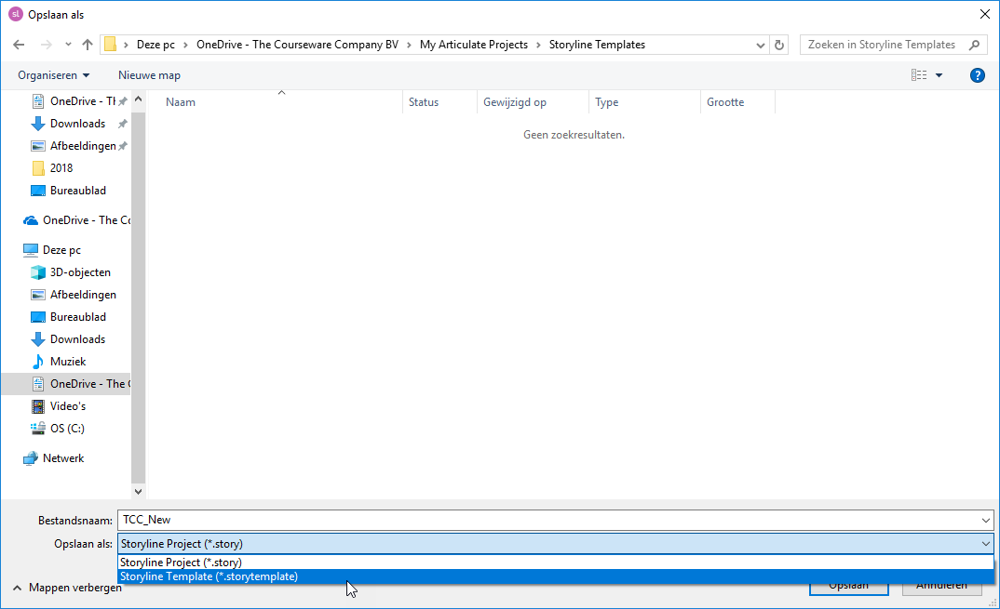 sl Opslaan als
Deze pc OneDrive - The Courseware Company BV My Articulate Projects Storyline Templates Zoeken in Storyline Templates
Organiseren Nieuwe map ?
Naam Status Gewijzigd op Type Grootte
Geen zoekresultaten.
OneDrive - Th
Downloads
Afbeeldingen
2018
Bureaublad
OneDrive - The Co
Deze pc
3D-objecten
Afbeeldingen
Bureaublad
Downloads
Muziek
OneDrive - The C
Video's
OS (C:)
Netwerk
Bestandsnaam: TCC_New
Opslaan als: Storyline Project (*.story)
Storyline Project (*.story)
Storyline Template (*.storytemplate)
Mappen verbergen Opslaan Annuleren